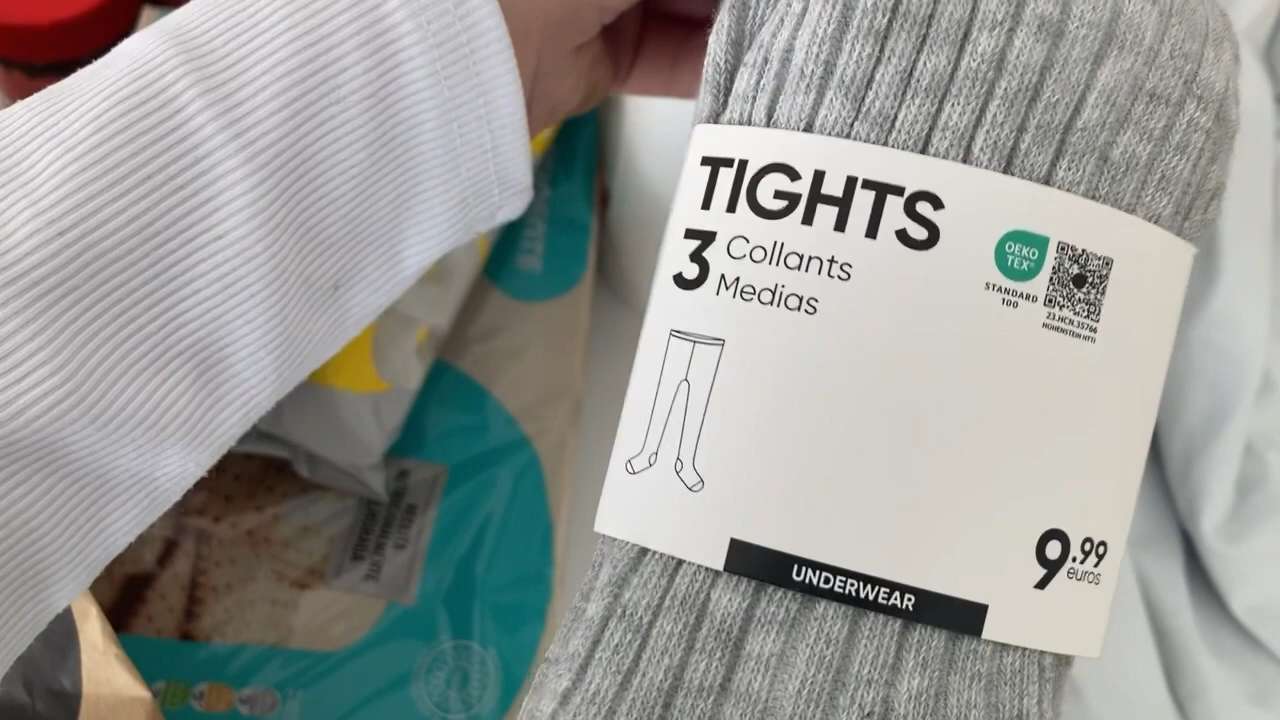 TIGHTS
3 Collants
Medias
OEKO
TEX®
STANDARD
100
23.HCN.35766
HOHENSTEIN HTTI
9.99
euros
UNDERWEAR